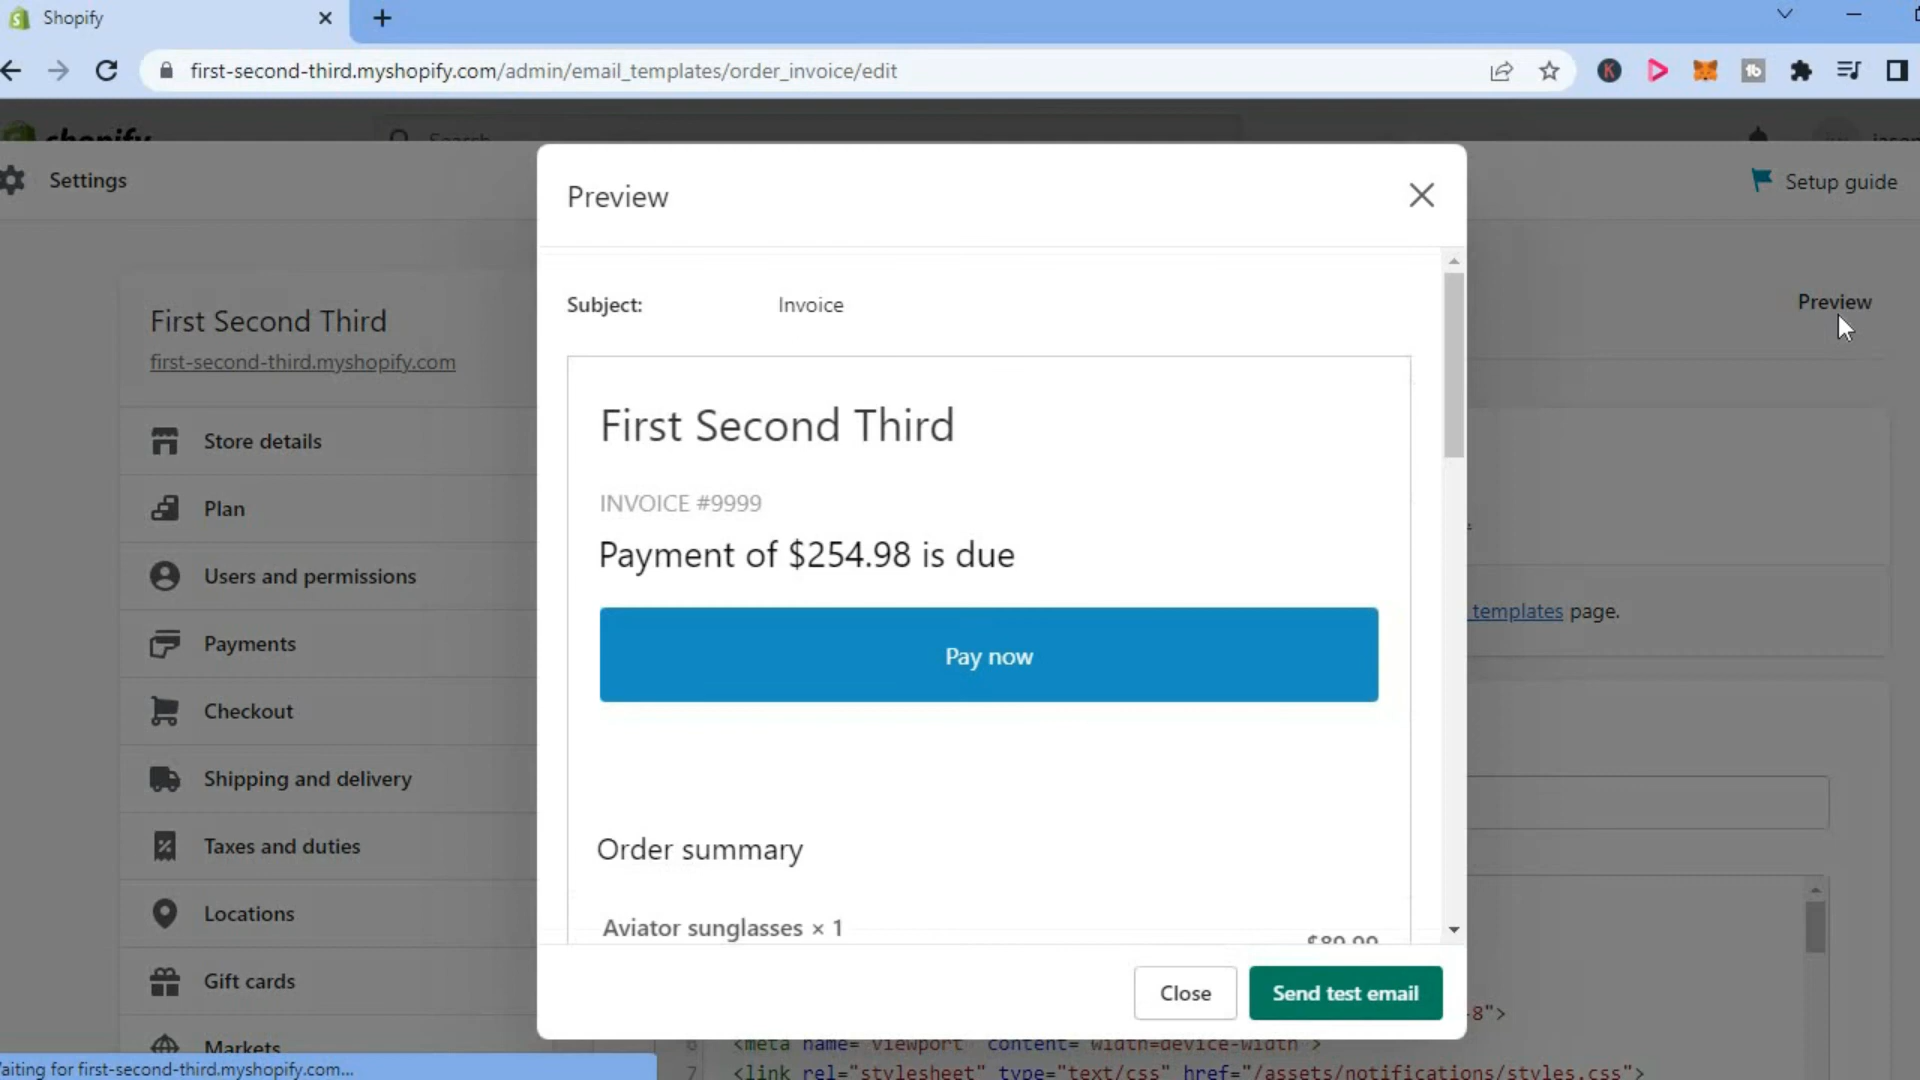 Shopify
first-second-third.myshopify.com/admin/email_templates/order_invoice/edit
shopify
Search
Settings
Setup guide
First Second Third
first-second-third.myshopify.com
Store details
Plan
Users and permissions
Payments
Checkout
Shipping and delivery
Taxes and duties
Locations
Gift cards
Markets
Preview
Subject:
Invoice
First Second Third
INVOICE #9999
Payment of $254.98 is due
Pay now
Order summary
Aviator sunglasses × 1
Close
Send test email
Preview
templates page.
-8">
<meta name="viewport" content="width=device-width">
7 <link rel="stylesheet" type="text/css" href="/assets/notifications/styles.css">
aiting for first-second-third.myshopify.com...